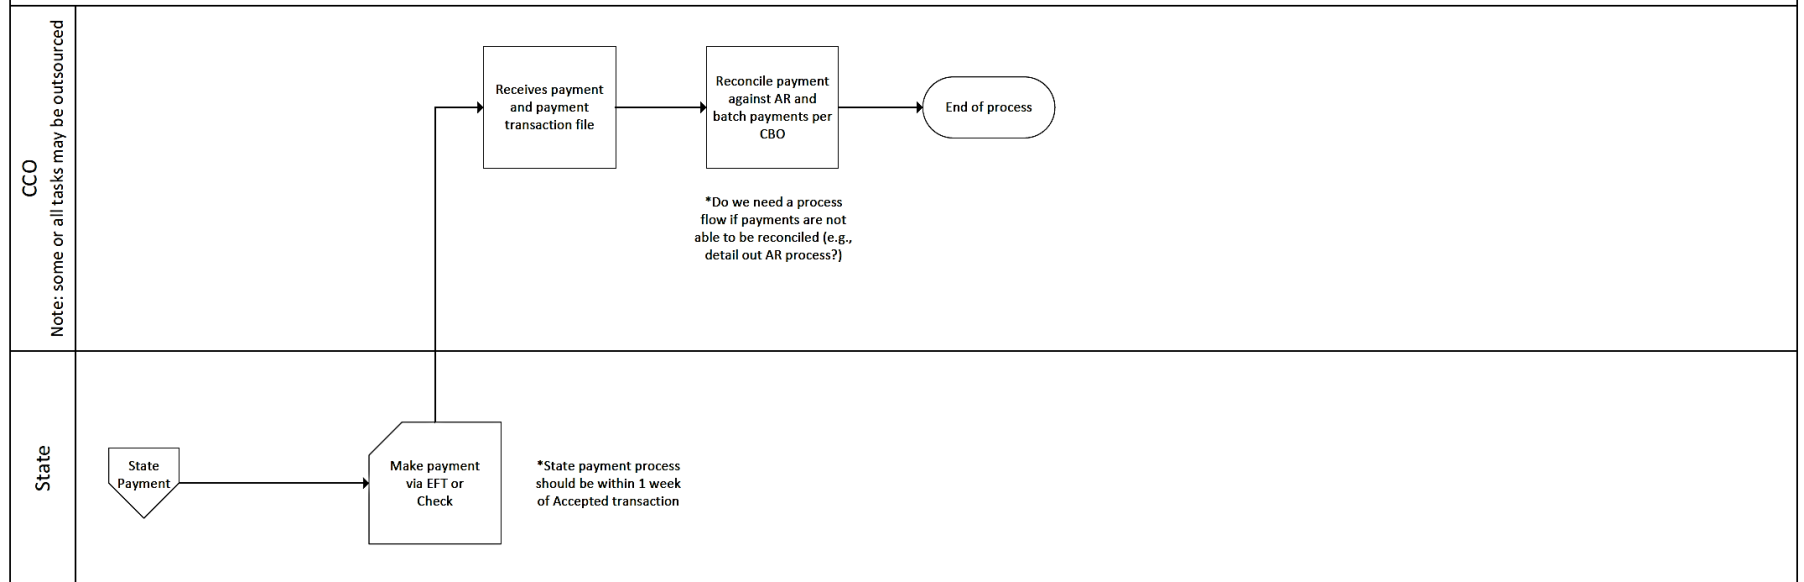 CCO
Note: some or all tasks may be outsourced
Receives payment
and payment
transaction file
Reconcile payment
against AR and
batch payments per
CBO
End of process
*Do we need a process
flow if payments are not
able to be reconciled (e.g.,
detail out AR process?)
State
State
Payment
Make payment
via EFT or
Check
*State payment process
should be within 1 week
of Accepted transaction